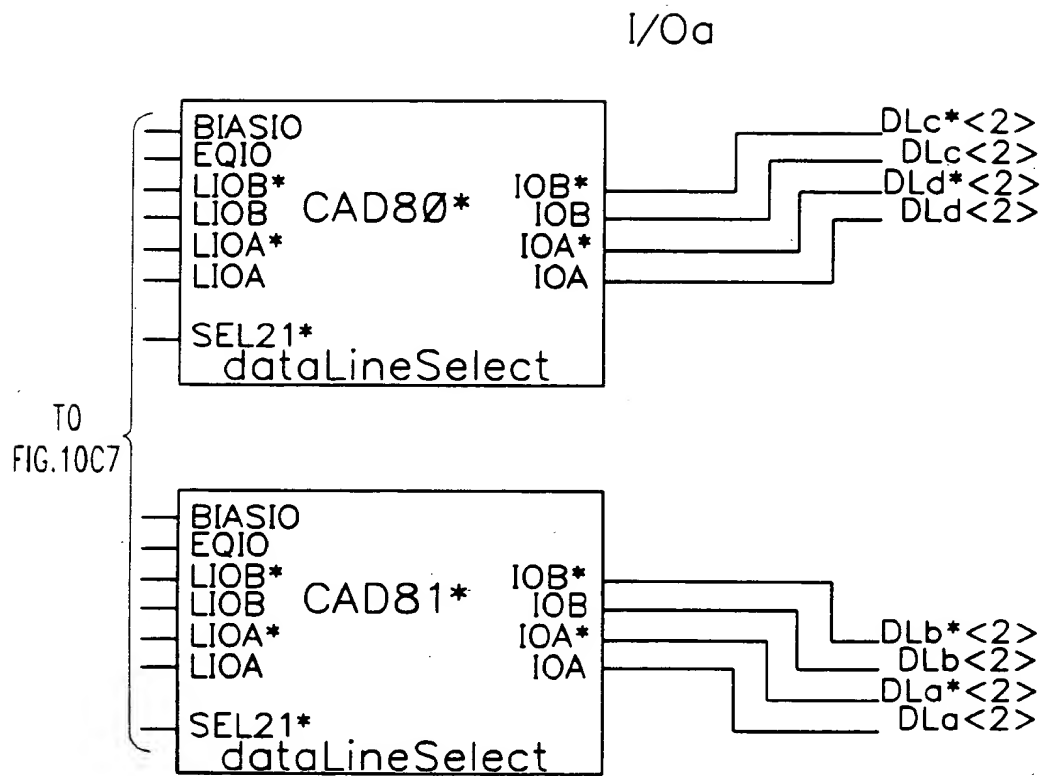 I/Oa
BIASIO
EQIO
LIOB*
LIOB
LIOA*
LIOA
SEL21*
CAD80*
IOB*
IOB
IOA*
IOA
dataLineSelect
DLc*<2>
DLc<2>
DLd*<2>
DLd<2>
TO
FIG.10C7
BIASIO
EQIO
LIOB*
LIOB
LIOA*
LIOA
SEL21*
CAD81*
IOB*
IOB
IOA*
IOA
dataLineSelect
DLb*<2>
DLb<2>
DLa*<2>
DLa<2>